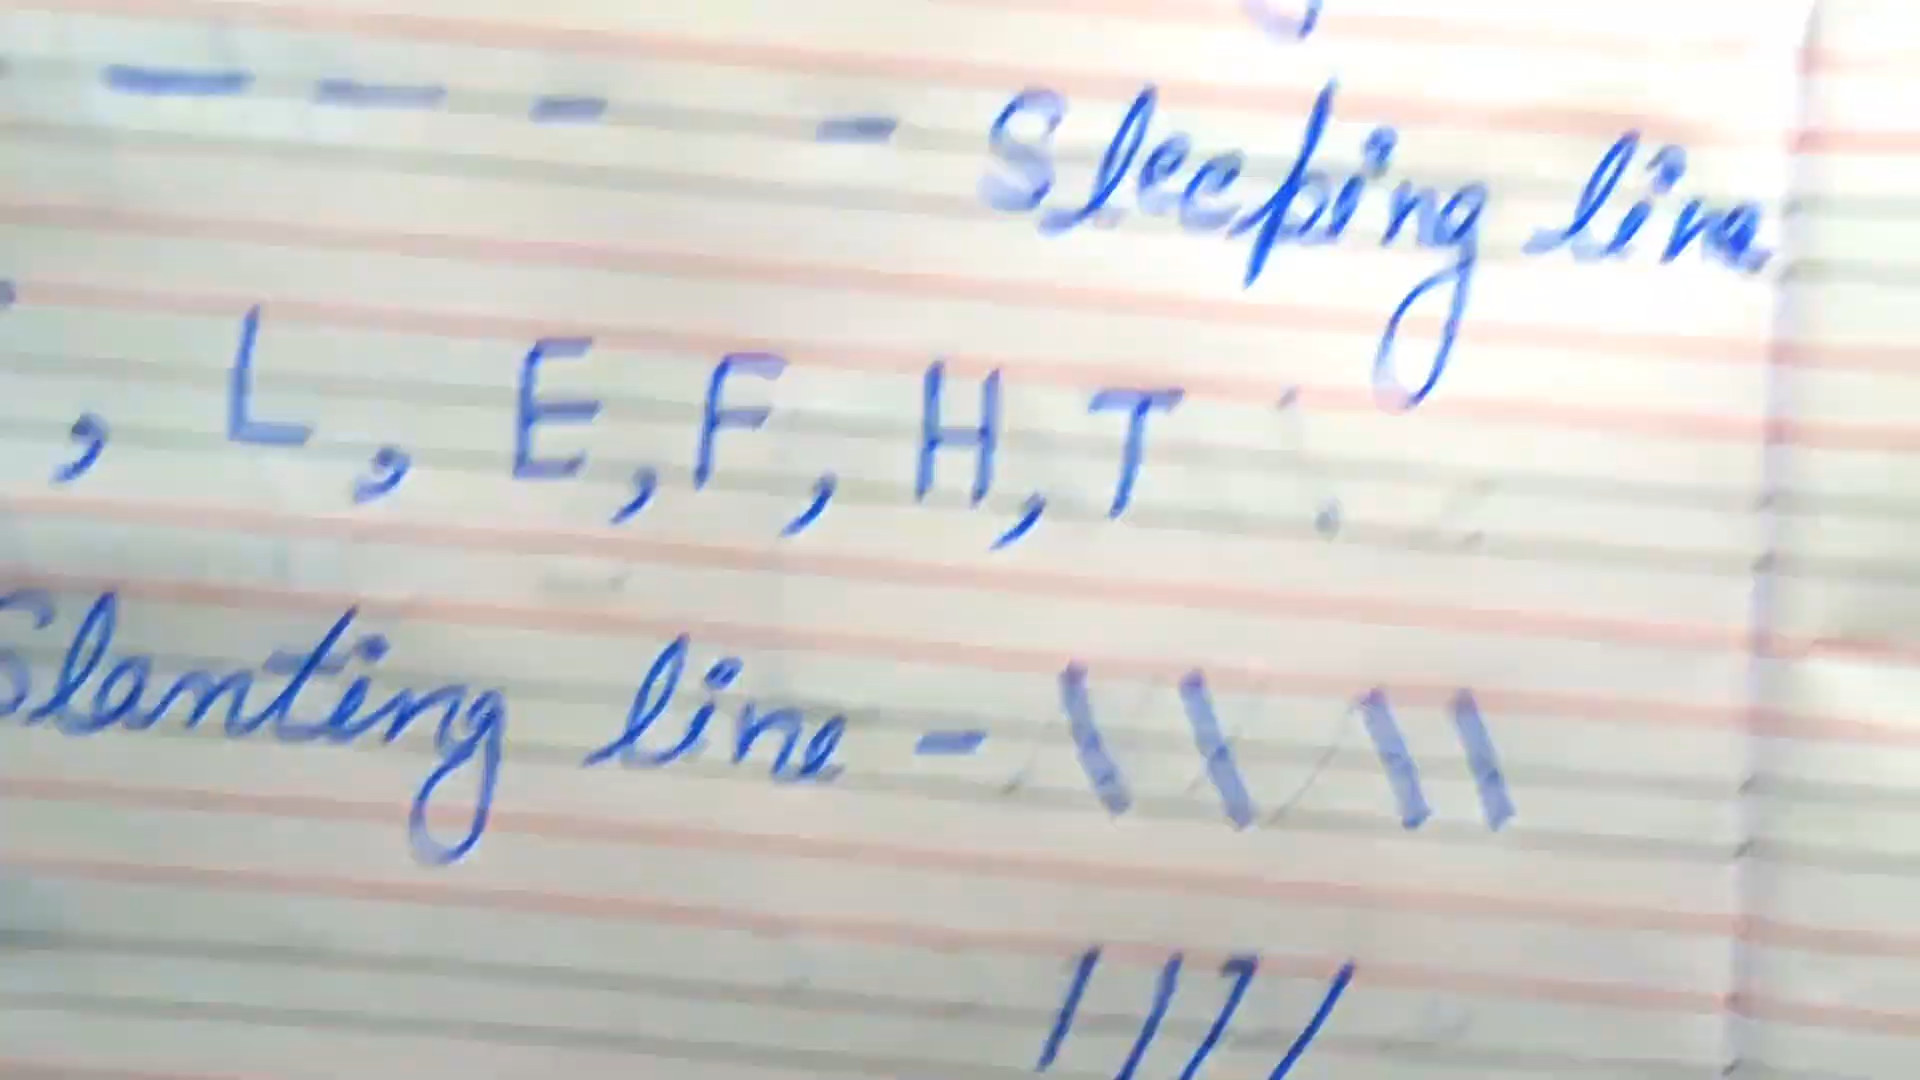 — — - - Sleeping line
, L, E, F, H, T
Slanting line - \ \ \ \
/ / / /